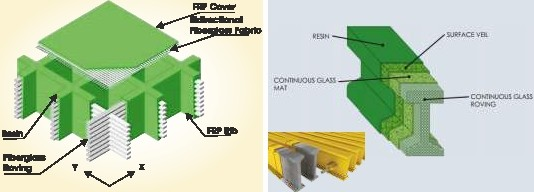 FRP Cover
Bidirectional
Fiberglass Fabric
Resin
Fiberglass
Roving
FRP Rib
Y
X
RESIN
SURFACE VEIL
CONTINUOUS GLASS
MAT
CONTINUOUS GLASS
ROVING